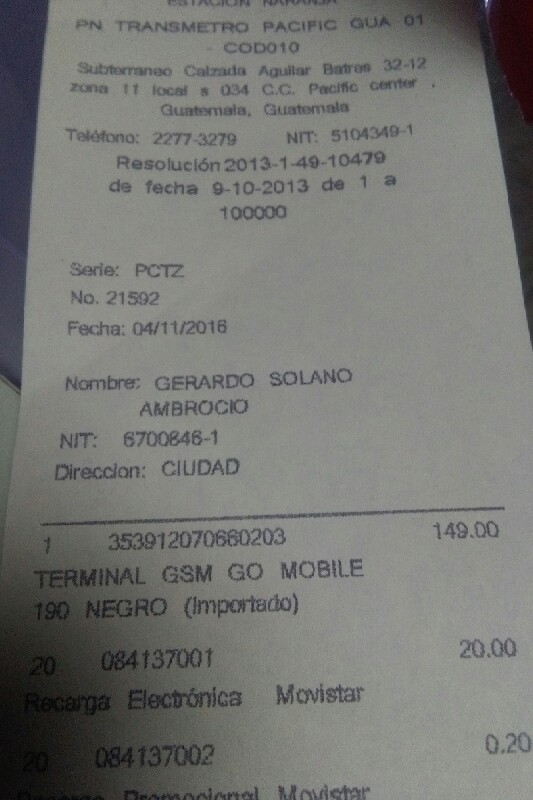 ESTACIÓN NARANJA
PN TRANSMETRO PACIFIC GUA 01
- COD010
Subterraneo Calzada Aguilar Batres 32-12
zona 11 local s 034 C.C. Pacific center .
Guatemala, Guatemala
Teléfono: 2277-3279 NIT: 5104349-1
Resolución 2013-1-49-10479
de fecha 9-10-2013 de 1 a
100000
Serie: PCTZ
No. 21592
Fecha: 04/11/2016
Nombre: GERARDO SOLANO
AMBROCIO
NIT: 6700846-1
Direccion: CIUDAD
1 353912070660203 149.00
TERMINAL GSM GO MOBILE
190 NEGRO (Importado)
20 084137001 20.00
Recarga Electrónica Movistar
20 084137002 0.20
Recarga Promocional Movistar